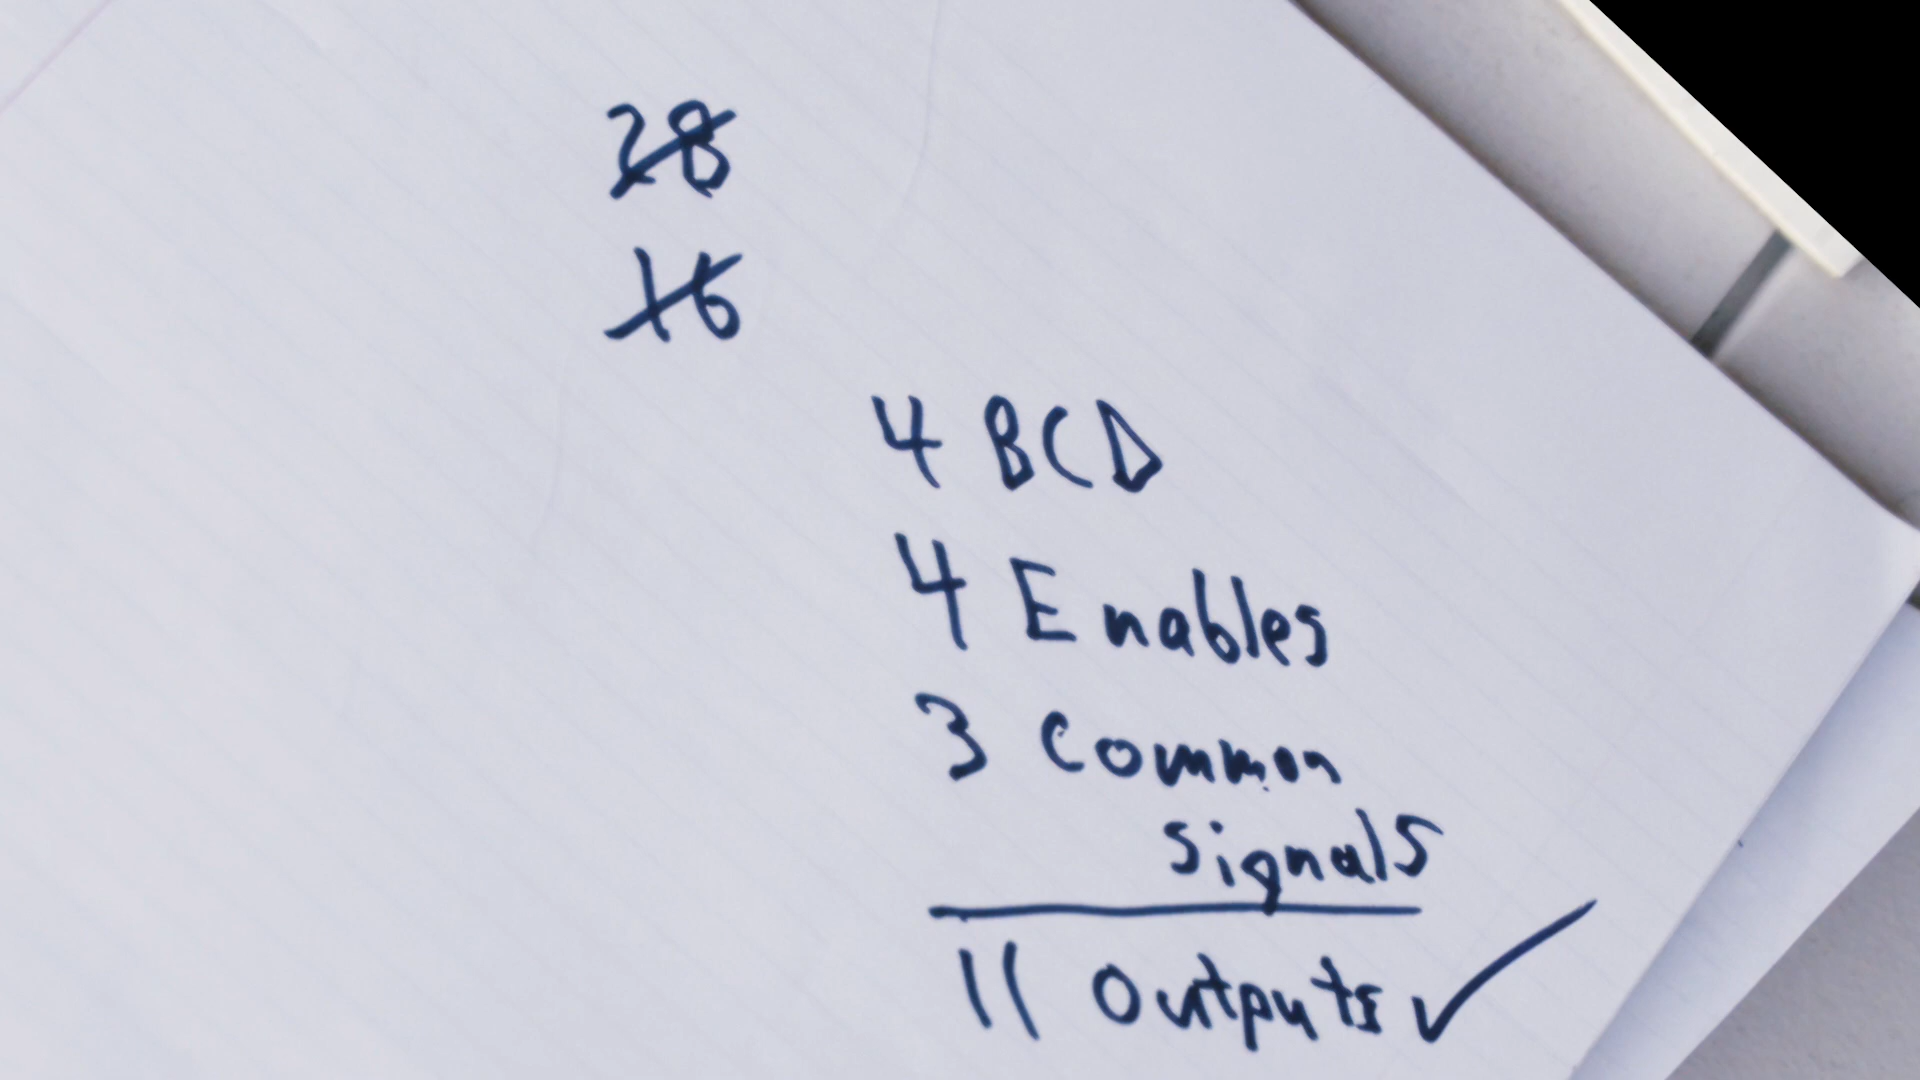 28
16
4 BCD
4 Enables
3 Common
signals
11 Outputs ✓